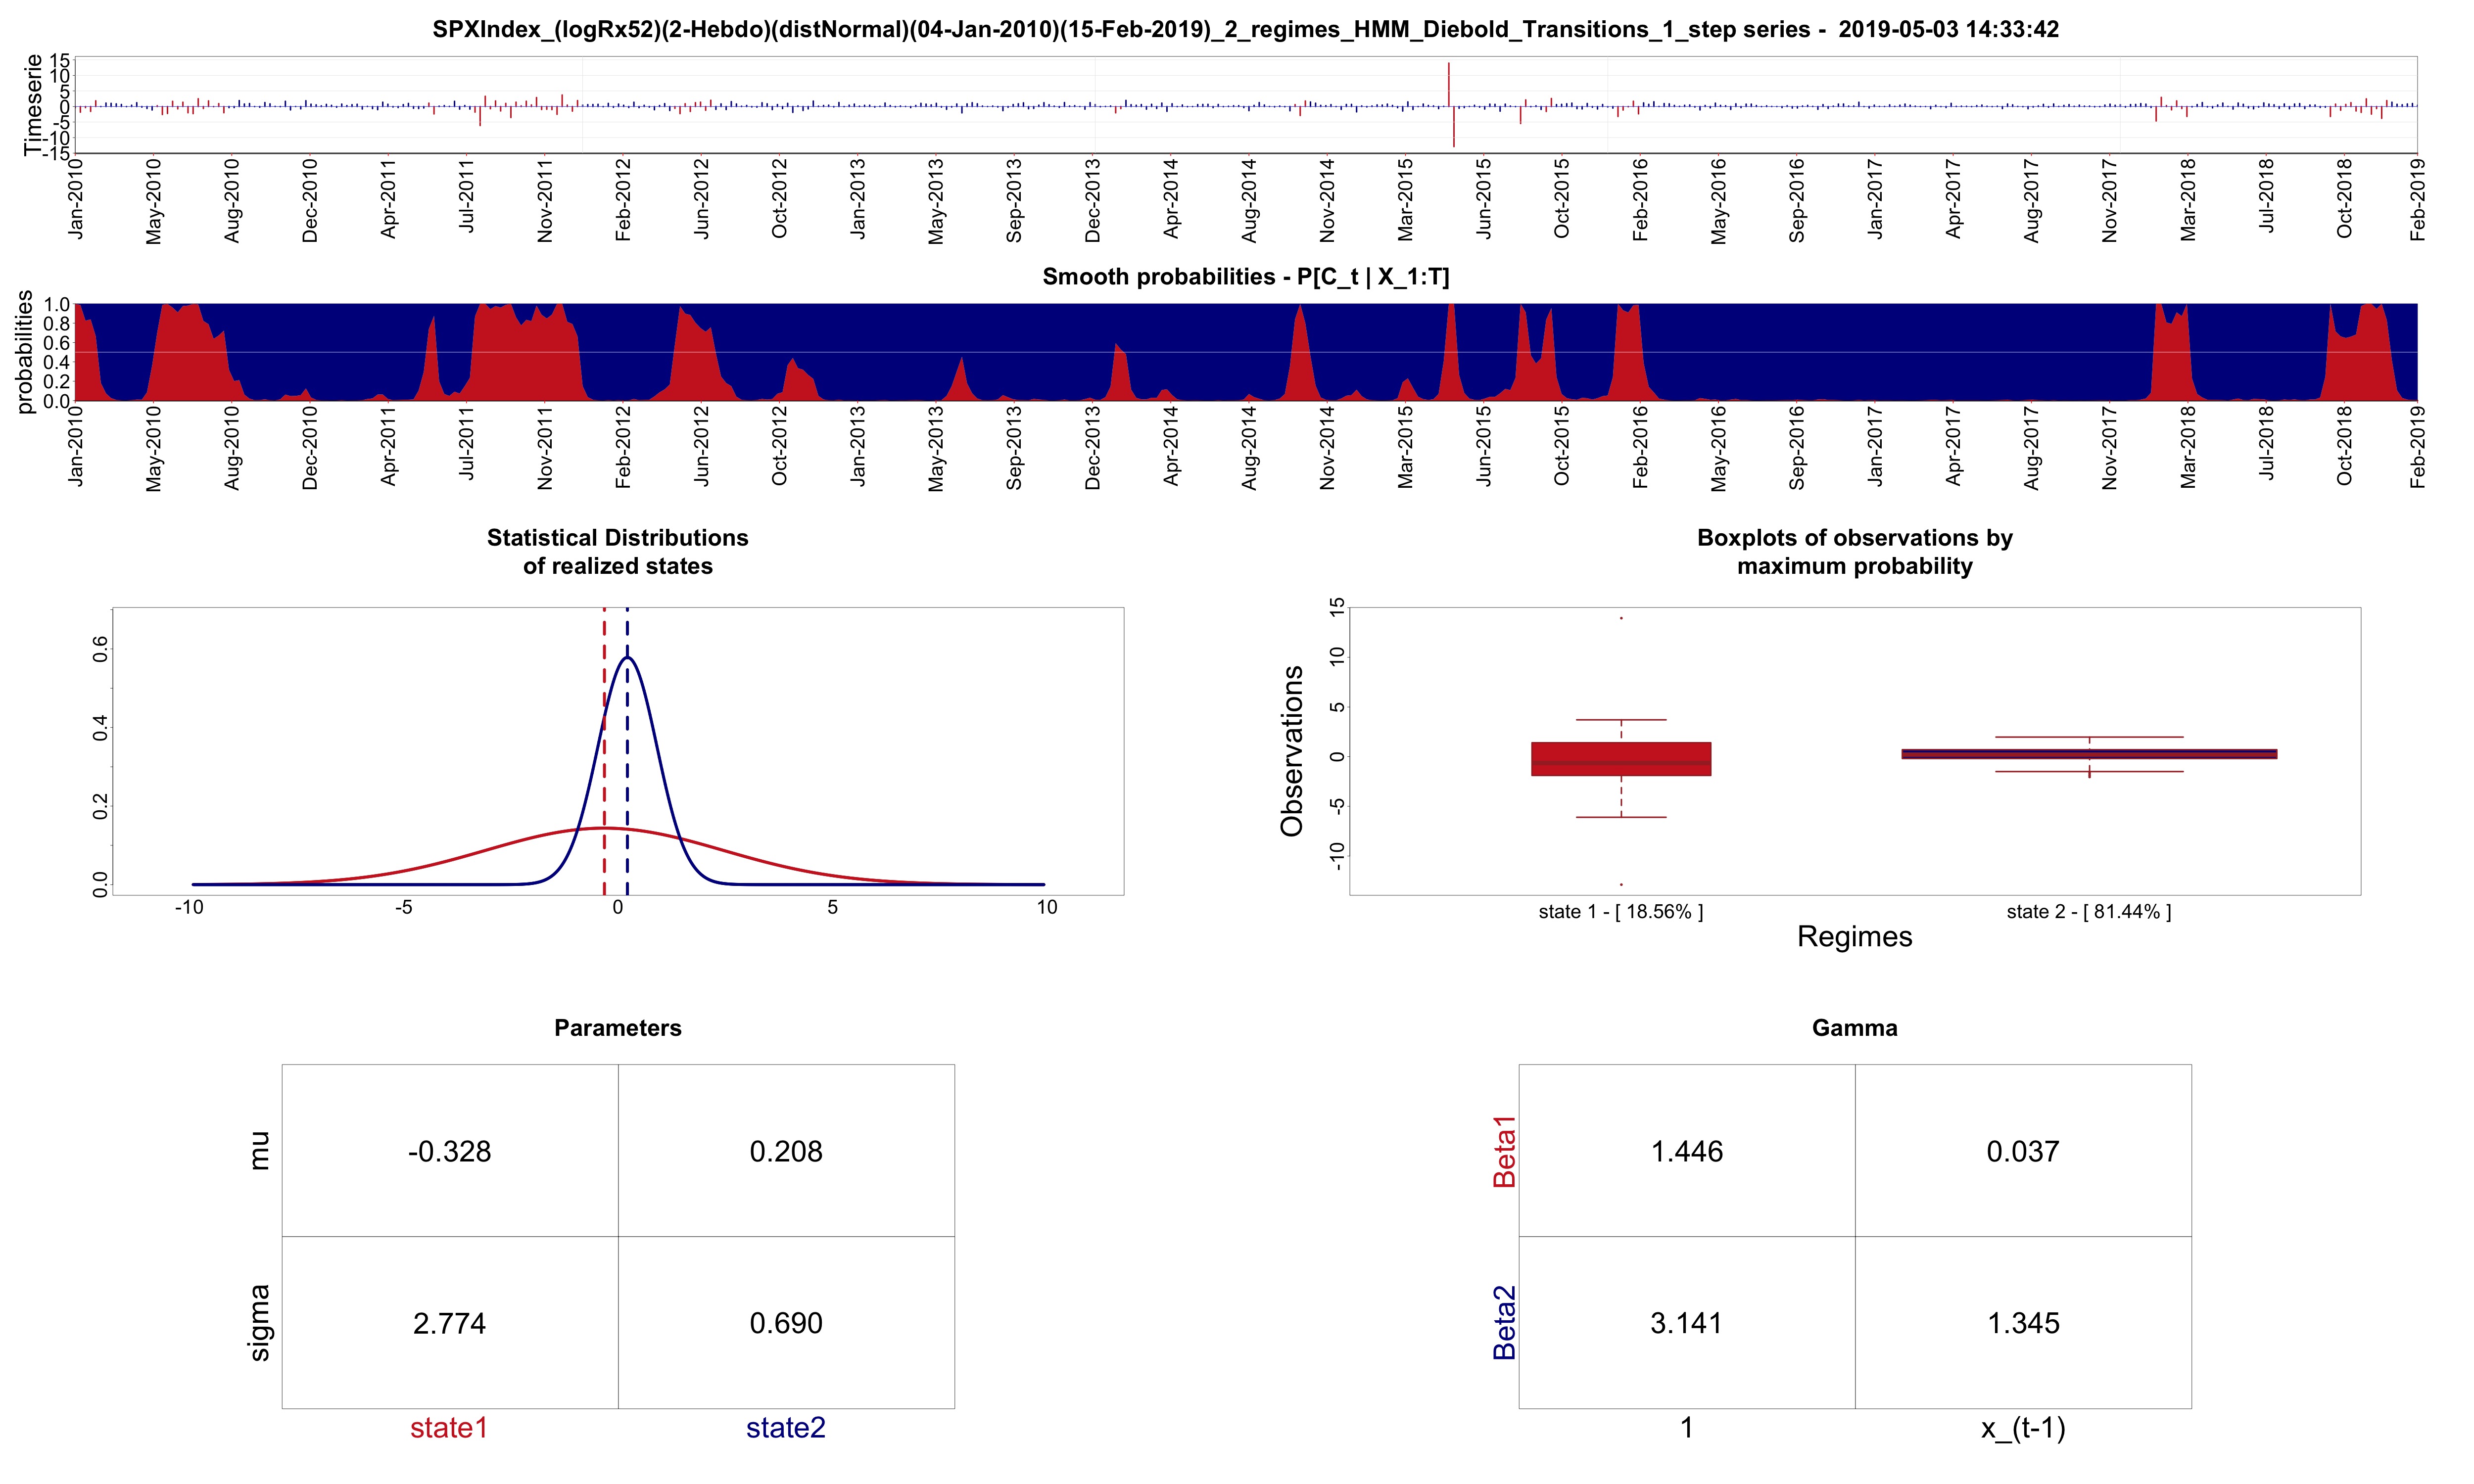 SPXIndex_(logRx52)(2-Hebdo)(distNormal)(04-Jan-2010)(15-Feb-2019)_2_regimes_HMM_Diebold_Transitions_1_step series -  2019-05-03 14:33:42
Timeserie
15
10
5
0
-5
-10
-15
Jan-2010
May-2010
Aug-2010
Dec-2010
Apr-2011
Jul-2011
Nov-2011
Feb-2012
Jun-2012
Oct-2012
Jan-2013
May-2013
Sep-2013
Dec-2013
Apr-2014
Aug-2014
Nov-2014
Mar-2015
Jun-2015
Oct-2015
Feb-2016
May-2016
Sep-2016
Jan-2017
Apr-2017
Aug-2017
Nov-2017
Mar-2018
Jul-2018
Oct-2018
Feb-2019
Smooth probabilities - P[C_t | X_1:T]
probabilities
1.0
0.8
0.6
0.4
0.2
0.0
Jan-2010
May-2010
Aug-2010
Dec-2010
Apr-2011
Jul-2011
Nov-2011
Feb-2012
Jun-2012
Oct-2012
Jan-2013
May-2013
Sep-2013
Dec-2013
Apr-2014
Aug-2014
Nov-2014
Mar-2015
Jun-2015
Oct-2015
Feb-2016
May-2016
Sep-2016
Jan-2017
Apr-2017
Aug-2017
Nov-2017
Mar-2018
Jul-2018
Oct-2018
Feb-2019
Statistical Distributions
of realized states
0.6
0.4
0.2
0.0
-10
-5
0
5
10
Boxplots of observations by
maximum probability
Observations
15
10
5
0
-5
-10
state 1 - [ 18.56% ]
state 2 - [ 81.44% ]
Regimes
Parameters
mu
-0.328
0.208
sigma
2.774
0.690
state1
state2
Gamma
Beta1
1.446
0.037
Beta2
3.141
1.345
1
x_(t-1)